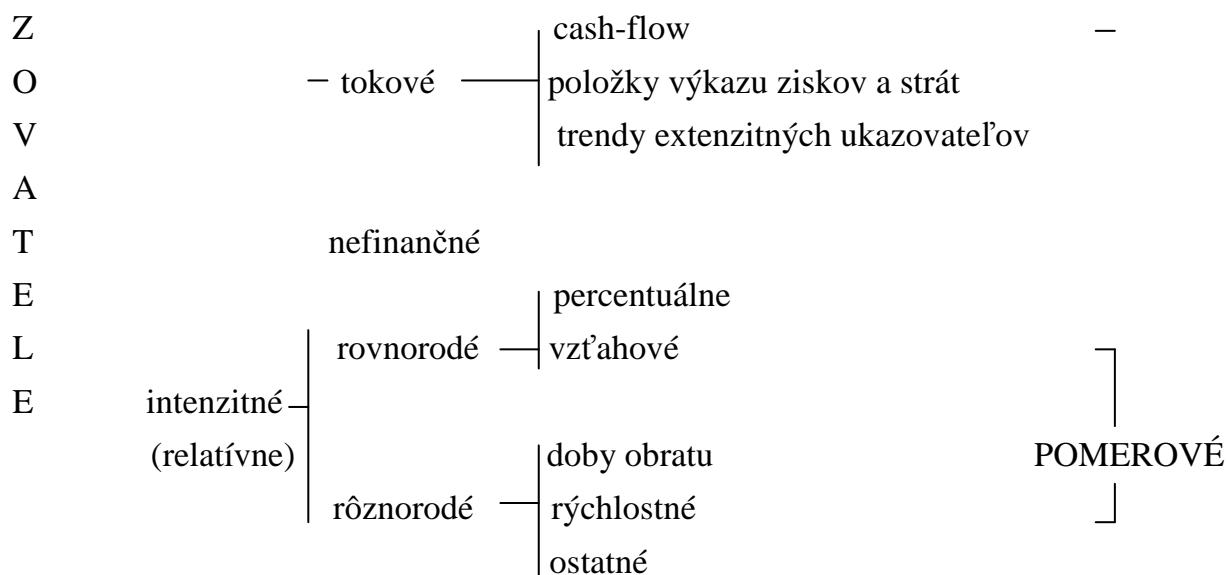 Z cash-flow –
O – tokové položky výkazu ziskov a strát
V trendy extenzitných ukazovateľov
A
T nefinančné
E percentuálne
L rovnorodé vzťahové
E intenzitné
(relatívne) doby obratu POMEROVÉ
rôznorodé rýchlostné
ostatné